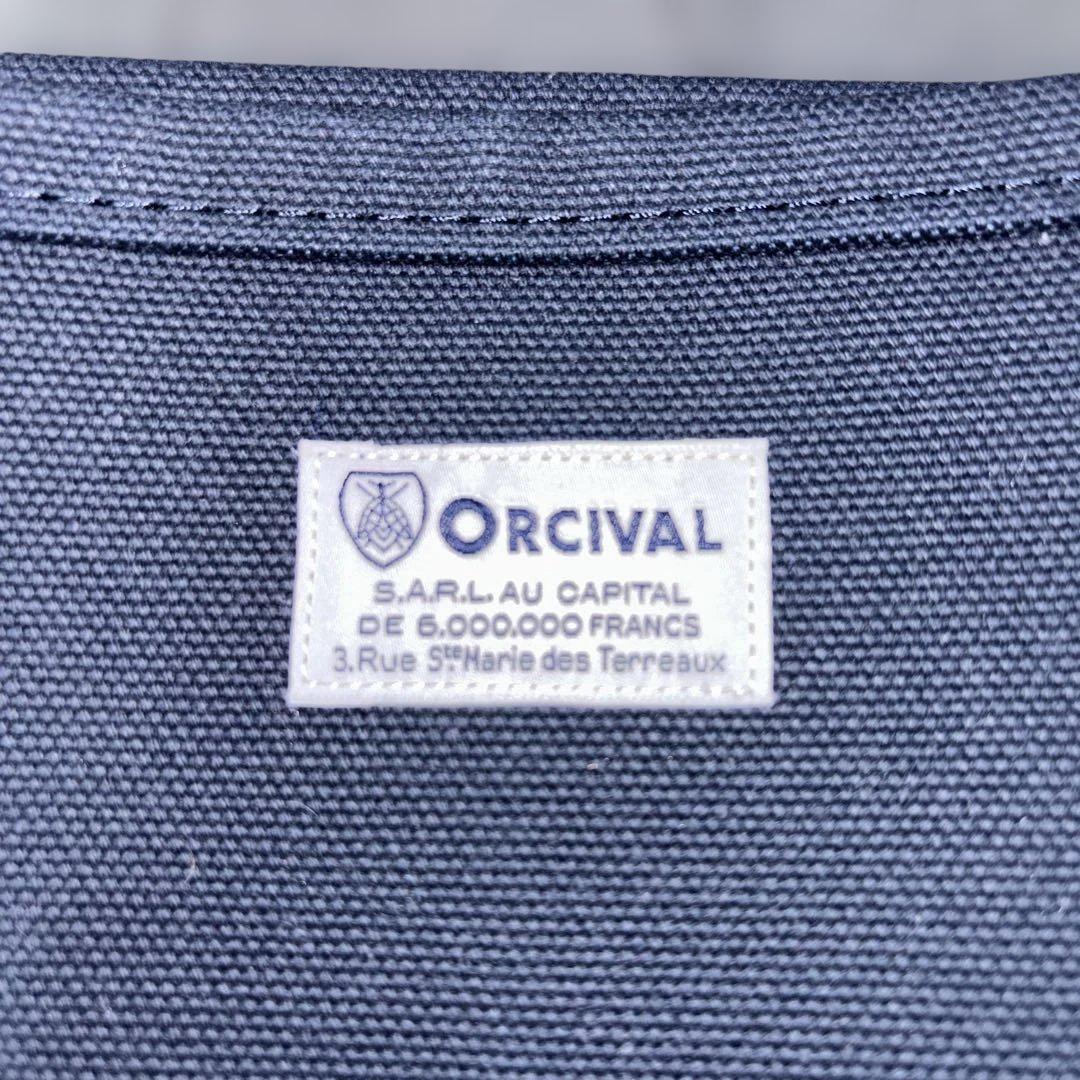 ORCIVAL
S.A.R.L. AU CAPITAL
DE 6.000.000 FRANCS
3. Rue Ste Marie des Terreaux